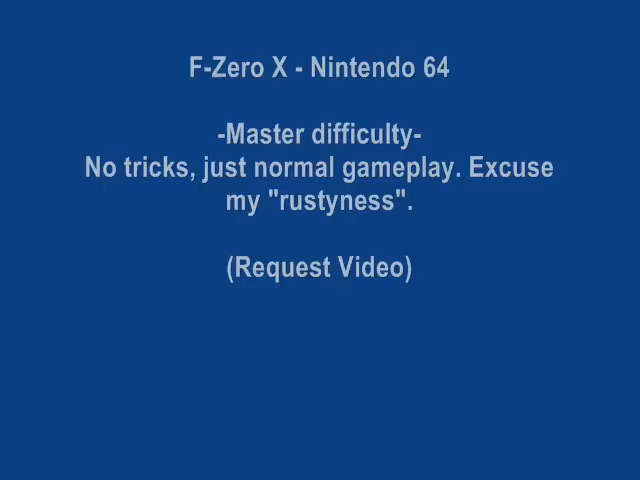 F-Zero X - Nintendo 64
-Master difficulty-
No tricks, just normal gameplay. Excuse
my "rustyness".
(Request Video)